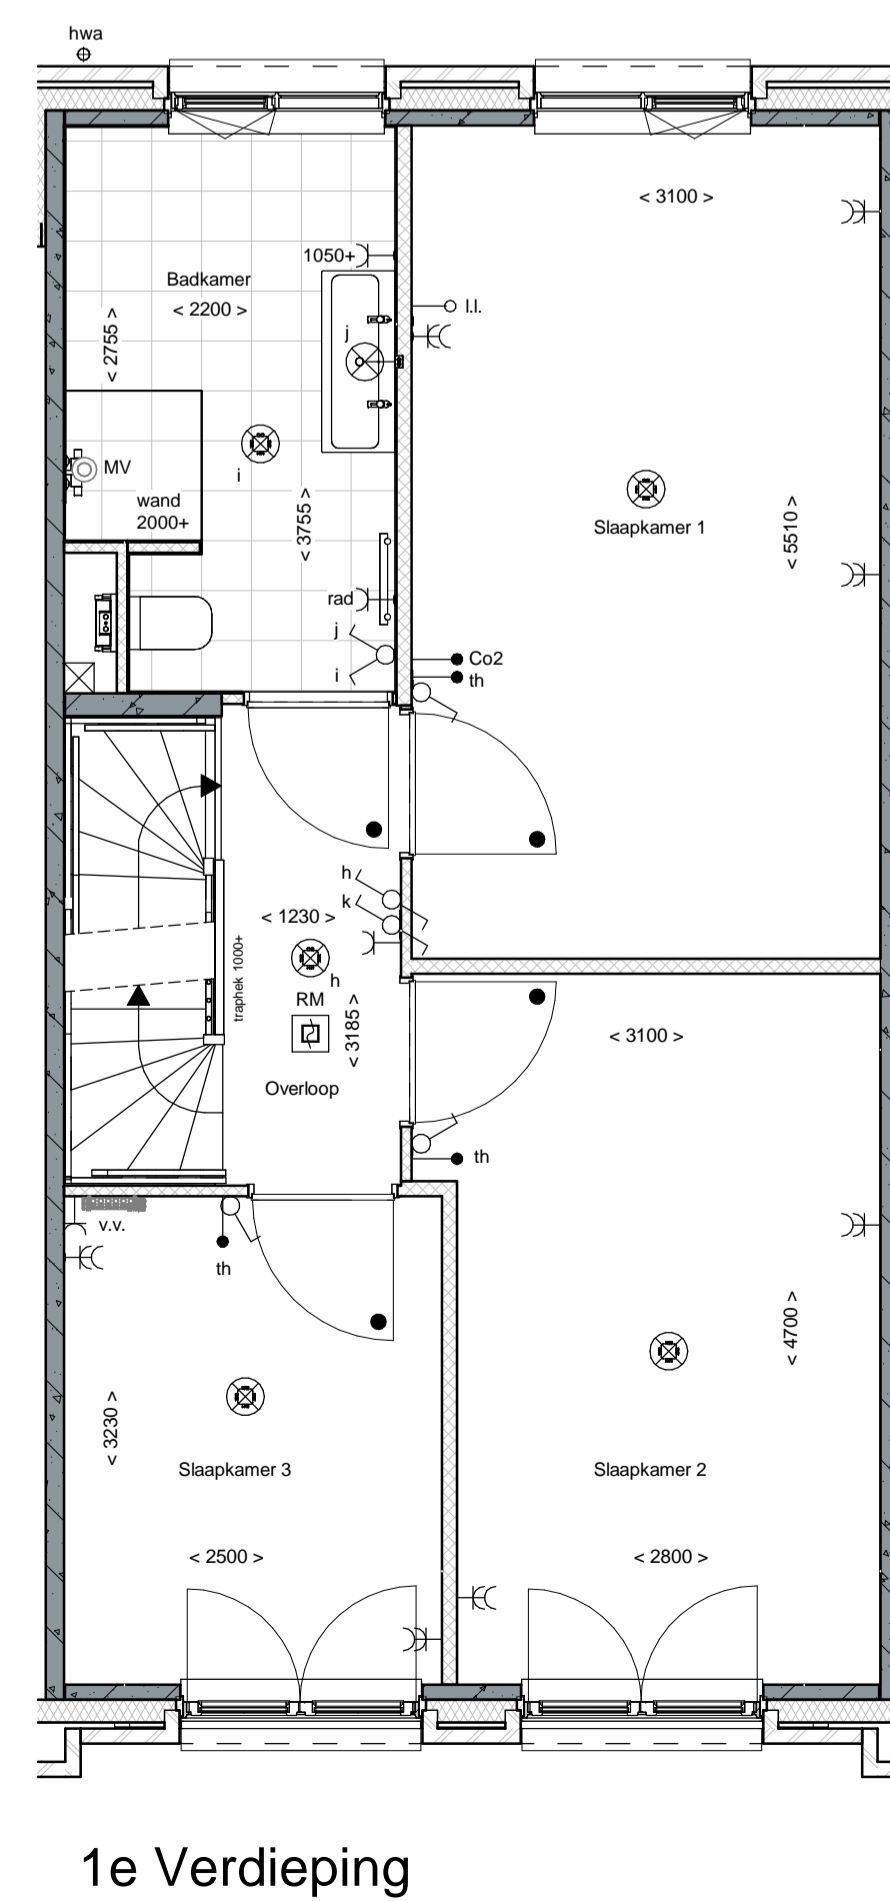 hwa
< 3100 >
1050+
Badkamer
< 2200 >
l.l.
< 2755 >
j
MV
i
wand
2000+
< 3755 >
Slaapkamer 1
< 5510 >
rad
j
i
Co2
th
h
k
< 1230 >
traphek 1000+
h
RM
< 3185 >
Overloop
< 3100 >
th
v.v.
th
< 4700 >
< 3230 >
Slaapkamer 3
Slaapkamer 2
< 2500 >
< 2800 >
1e Verdieping